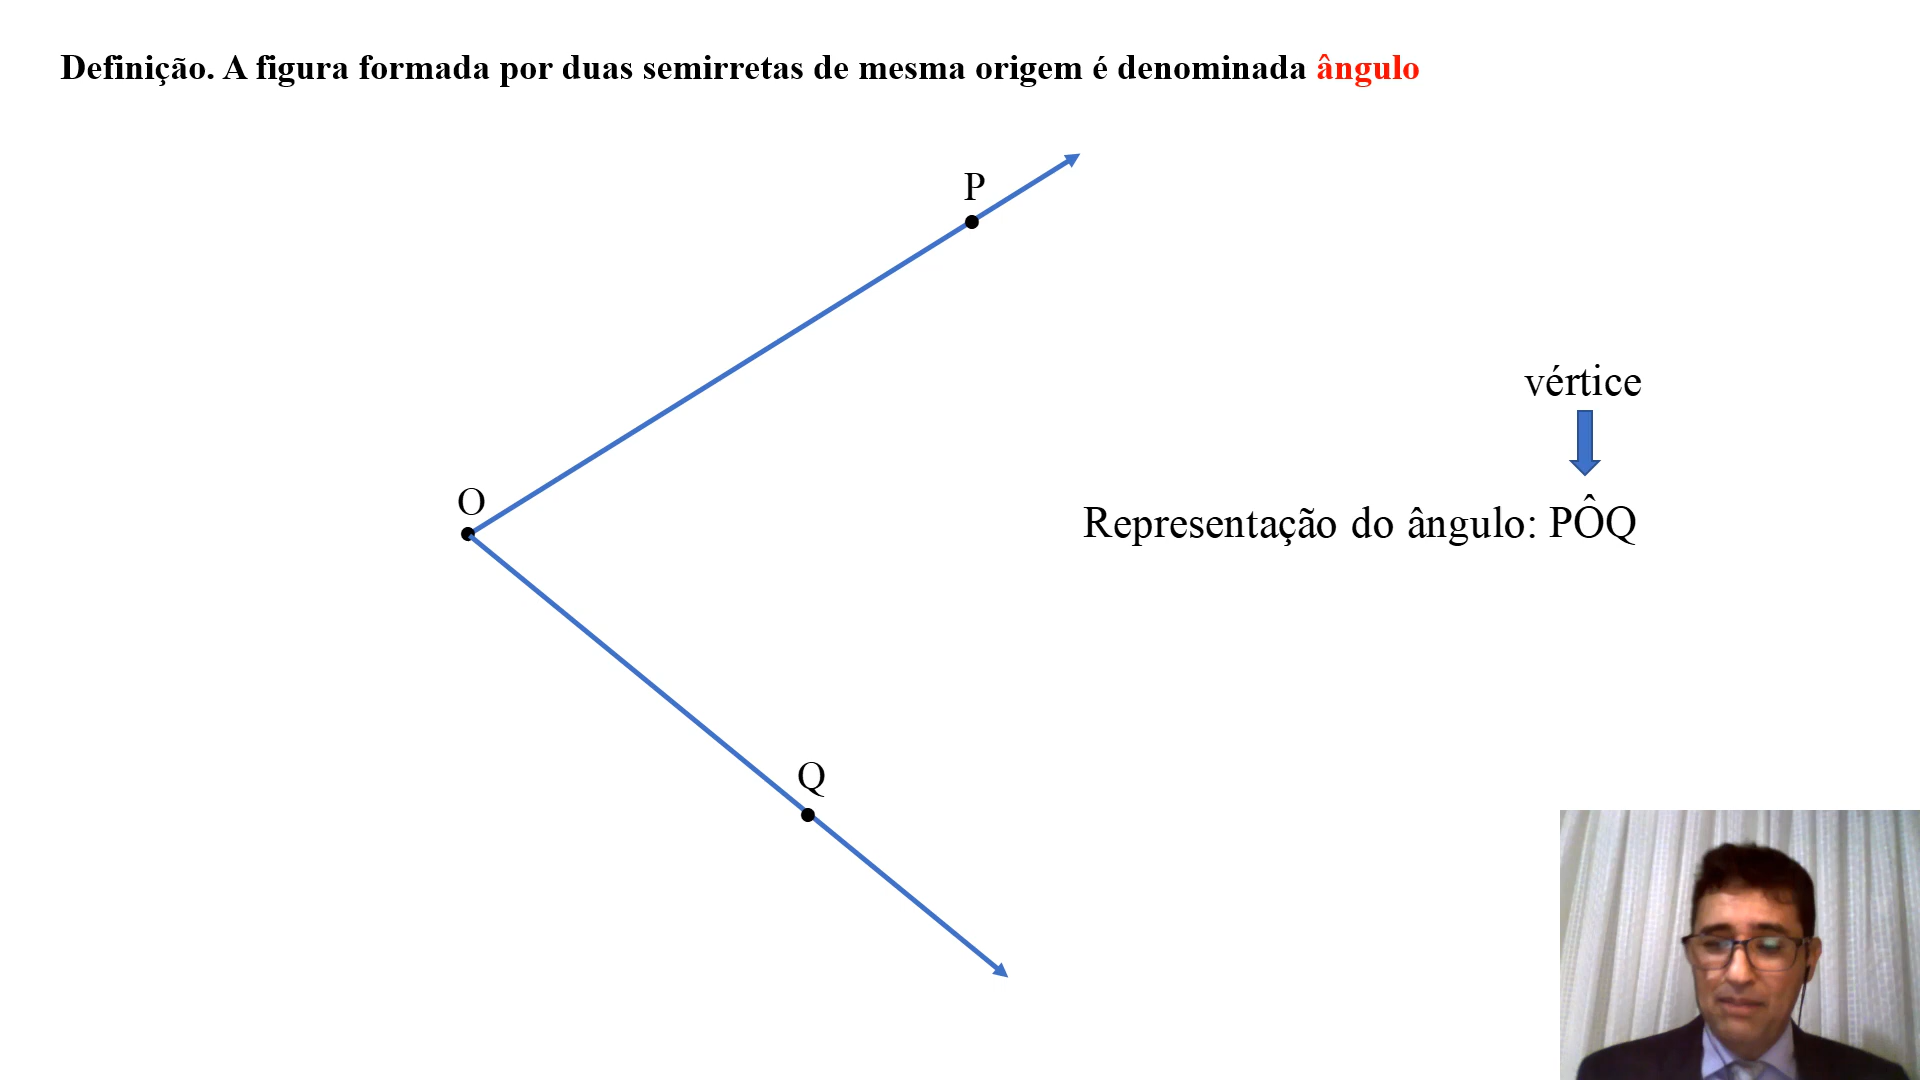 Definição. A figura formada por duas semirretas de mesma origem é denominada ângulo
P
vértice
O
Representação do ângulo: PÔQ
Q